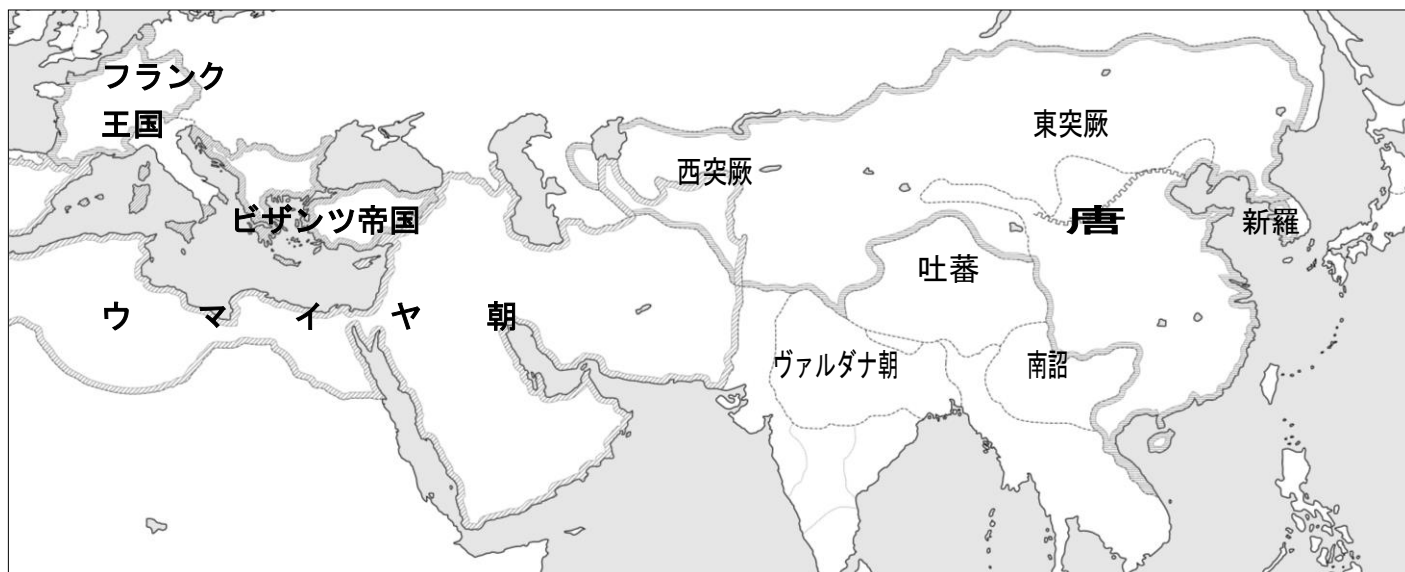 フランク
王国
東突厥
西突厥
ビザンツ帝国
唐
新羅
吐蕃
ウマイヤ朝
ヴァルダナ朝
南詔